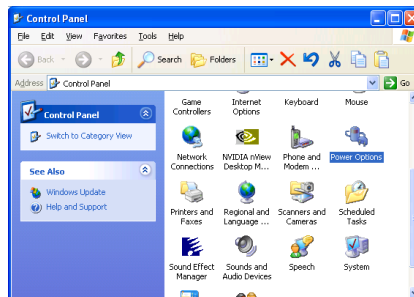 Control Panel
File Edit View Favorites Tools Help
Back Search Folders
Address Control Panel Go
Control Panel
Switch to Category View
See Also
Windows Update
Help and Support
Game Controllers
Internet Options
Keyboard
Mouse
Network Connections
NVIDIA nView Desktop M...
Phone and Modem ...
Power Options
Printers and Faxes
Regional and Language ...
Scanners and Cameras
Scheduled Tasks
Sound Effect Manager
Sounds and Audio Devices
Speech
System